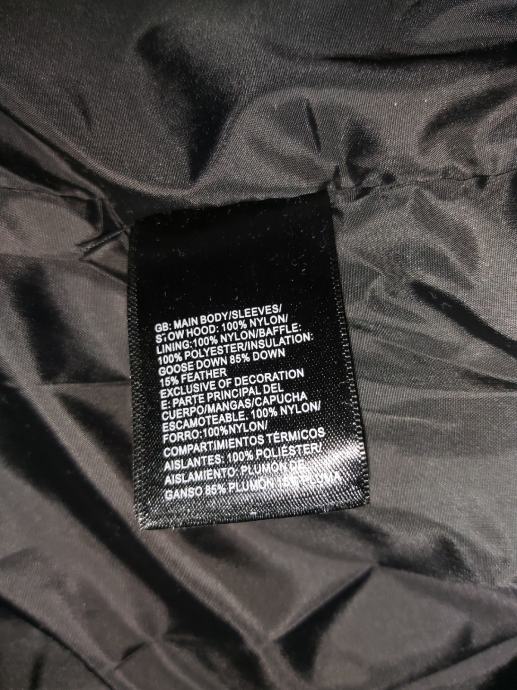 GB: MAIN BODY/SLEEVES/
STOW HOOD: 100% NYLON/
LINING:100% NYLON/BAFFLE:
100% POLYESTER/INSULATION:
GOOSE DOWN 85% DOWN
15% FEATHER
EXCLUSIVE OF DECORATION
E: PARTE PRINCIPAL DEL
CUERPO/MANGAS/CAPUCHA
ESCAMOTEABLE. 100% NYLON/
FORRO:100%NYLON/
COMPARTIMIENTOS TÉRMICOS
AISLANTES: 100% POLIÉSTER/
AISLAMIENTO: PLUMÓN DE
GANSO 85% PLUMÓN